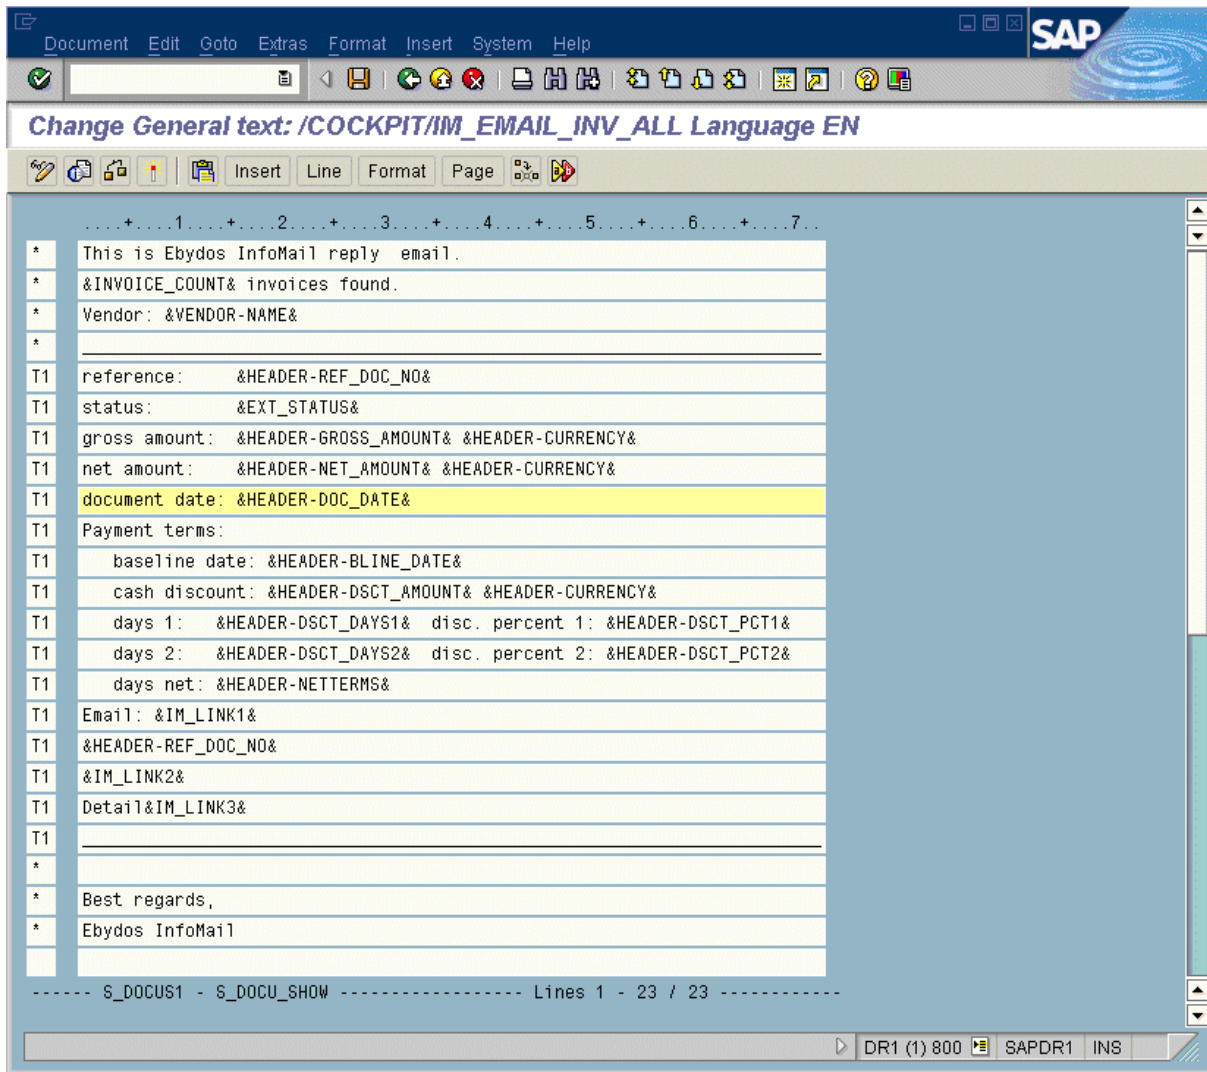 Document Edit Goto Extras Format Insert System Help
SAP
Change General text: /COCKPIT/IM_EMAIL_INV_ALL Language EN
Insert Line Format Page
....+....1....+....2....+....3....+....4....+....5....+....6....+....7..
* This is Ebydos InfoMail reply  email.
* &INVOICE_COUNT& invoices found.
* Vendor: &VENDOR-NAME&
* ________________________________________________________________________
T1 reference:     &HEADER-REF_DOC_NO&
T1 status:        &EXT_STATUS&
T1 gross amount:  &HEADER-GROSS_AMOUNT& &HEADER-CURRENCY&
T1 net amount:    &HEADER-NET_AMOUNT& &HEADER-CURRENCY&
T1 document date: &HEADER-DOC_DATE&
T1 Payment terms:
T1    baseline date: &HEADER-BLINE_DATE&
T1    cash discount: &HEADER-DSCT_AMOUNT& &HEADER-CURRENCY&
T1    days 1:   &HEADER-DSCT_DAYS1&  disc. percent 1: &HEADER-DSCT_PCT1&
T1    days 2:   &HEADER-DSCT_DAYS2&  disc. percent 2: &HEADER-DSCT_PCT2&
T1    days net: &HEADER-NETTERMS&
T1 Email: &IM_LINK1&
T1 &HEADER-REF_DOC_NO&
T1 &IM_LINK2&
T1 Detail&IM_LINK3&
T1 ________________________________________________________________________
*
* Best regards,
* Ebydos InfoMail
------ S_DOCUS1 - S_DOCU_SHOW ------------------ Lines 1 - 23 / 23 ------------
DR1 (1) 800 SAPDR1 INS